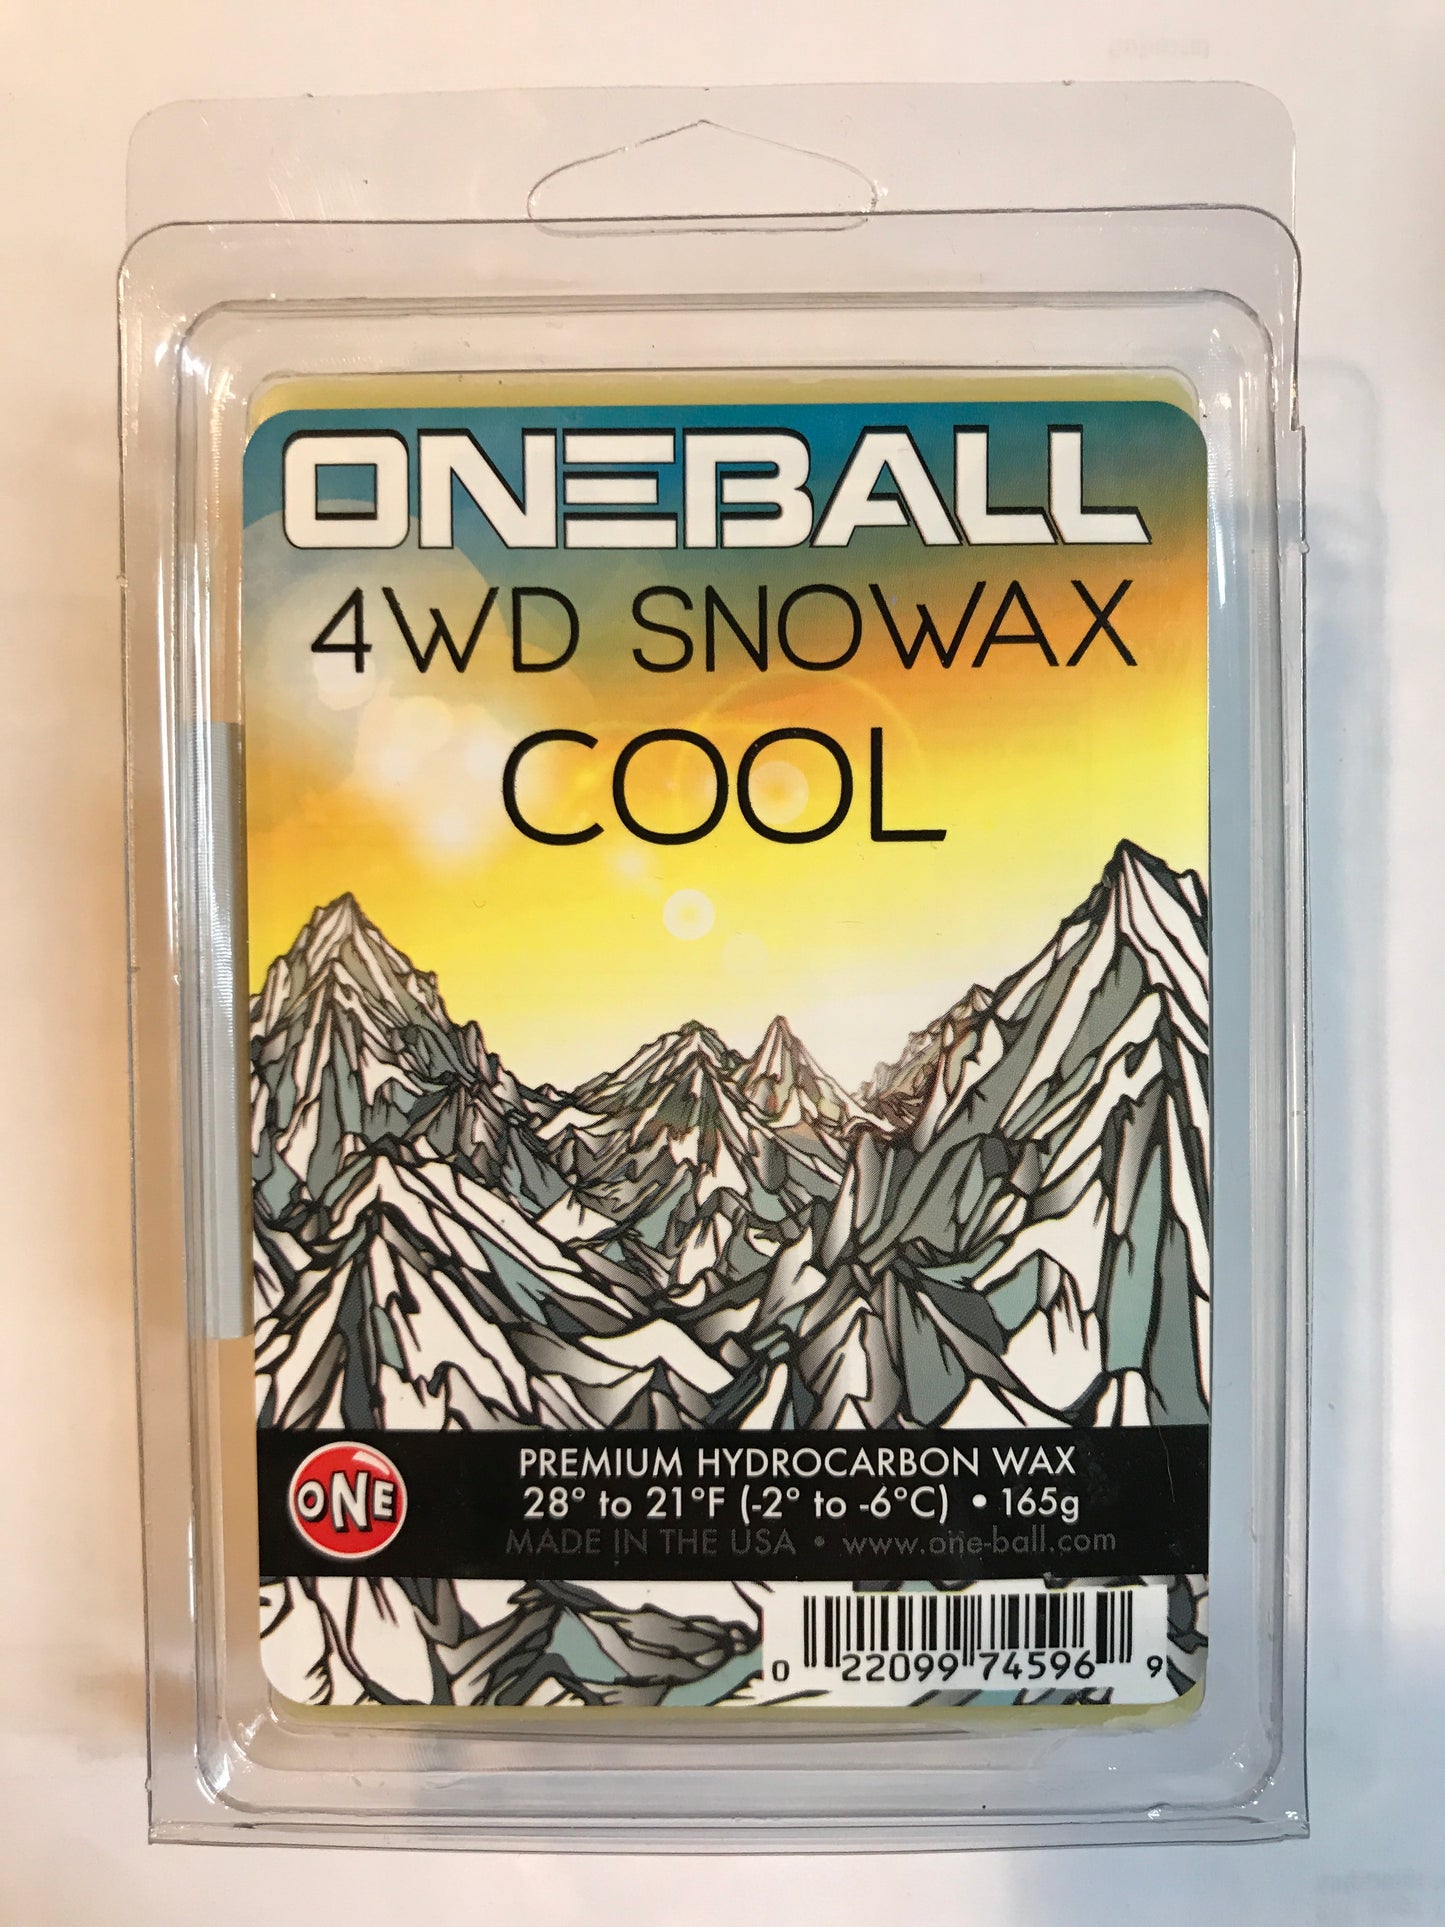 ONEBALL
4WD SNOWAX
COOL
ONE
PREMIUM HYDROCARBON WAX
28° to 21°F (-2° to -6°C) • 165g
MADE IN THE USA • www.one-ball.com
0 22099 74596 9